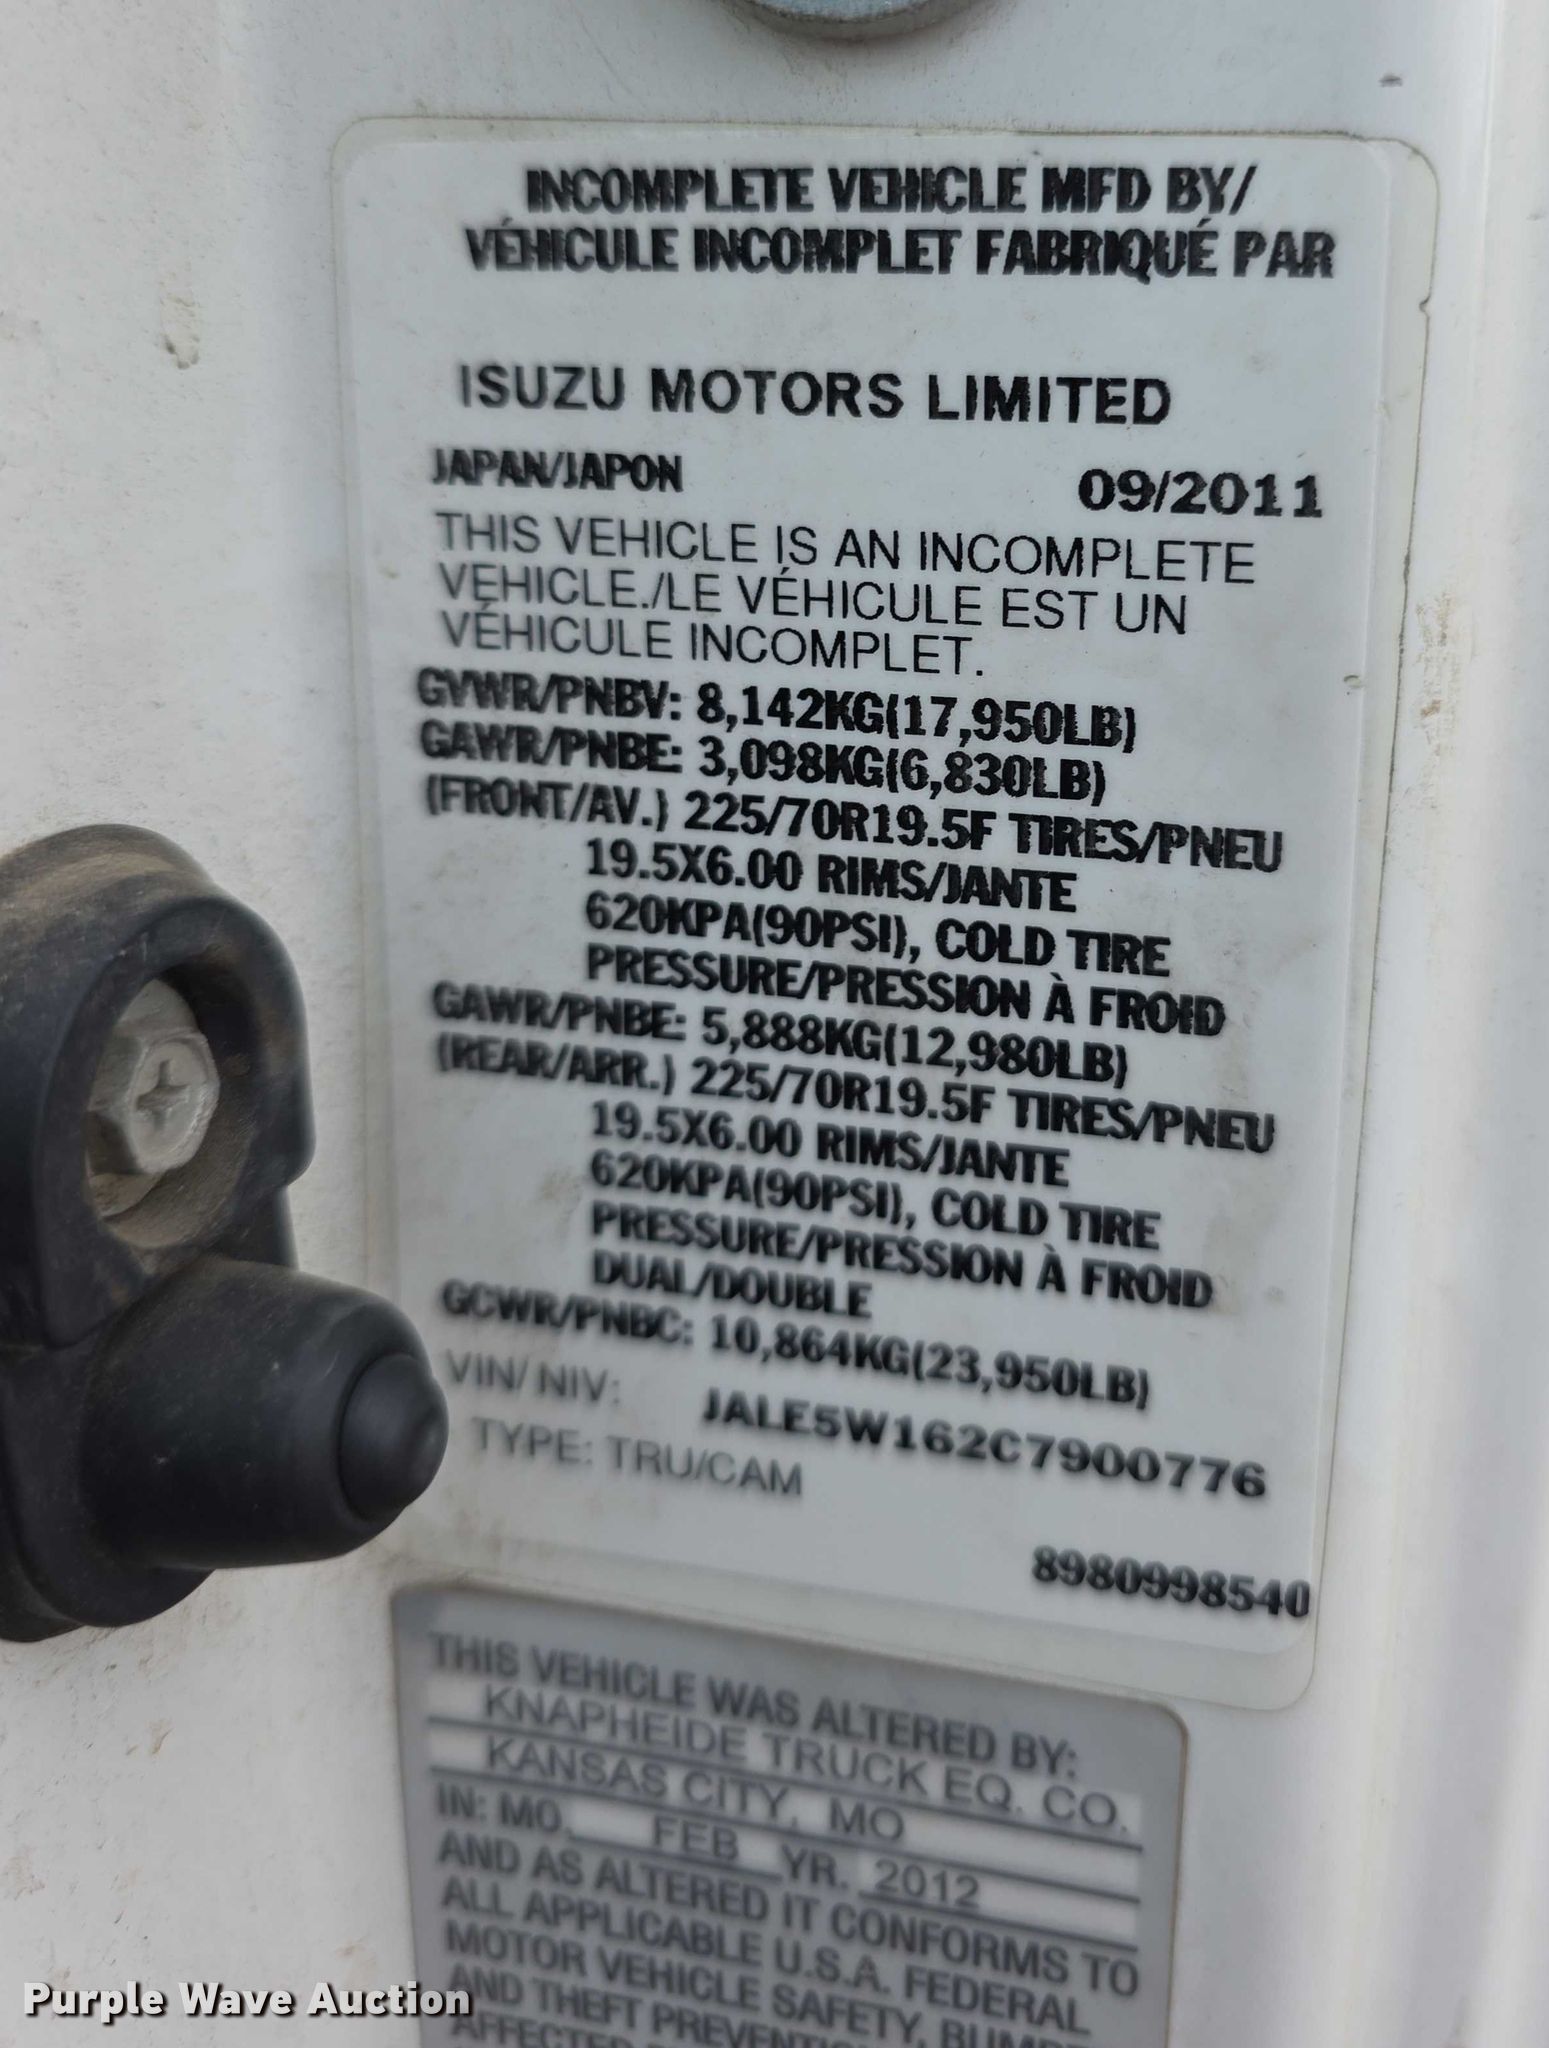 INCOMPLETE VEHICLE MFD BY/
VÉHICULE INCOMPLET FABRIQUÉ PAR
ISUZU MOTORS LIMITED
JAPAN/JAPON 09/2011
THIS VEHICLE IS AN INCOMPLETE
VEHICLE./LE VÉHICULE EST UN
VÉHICULE INCOMPLET.
GVWR/PNBV: 8,142KG(17,950LB)
GAWR/PNBE: 3,098KG(6,830LB)
(FRONT/AV.) 225/70R19.5F TIRES/PNEU
19.5X6.00 RIMS/JANTE
620KPA(90PSI), COLD TIRE
PRESSURE/PRESSION À FROID
GAWR/PNBE: 5,888KG(12,980LB)
(REAR/ARR.) 225/70R19.5F TIRES/PNEU
19.5X6.00 RIMS/JANTE
620KPA(90PSI), COLD TIRE
PRESSURE/PRESSION À FROID
DUAL/DOUBLE
GCWR/PNBC: 10,864KG(23,950LB)
VIN/NIV: JALE5W162C7900776
TYPE: TRU/CAM
8980998540
THIS VEHICLE WAS ALTERED BY:
KNAPHEIDE TRUCK EQ. CO.
KANSAS CITY, MO
IN: MO. FEB YR. 2012
AND AS ALTERED IT CONFORMS TO
ALL APPLICABLE U.S.A. FEDERAL
MOTOR VEHICLE SAFETY,
AND THEFT
AFFECTED
Purple Wave Auction